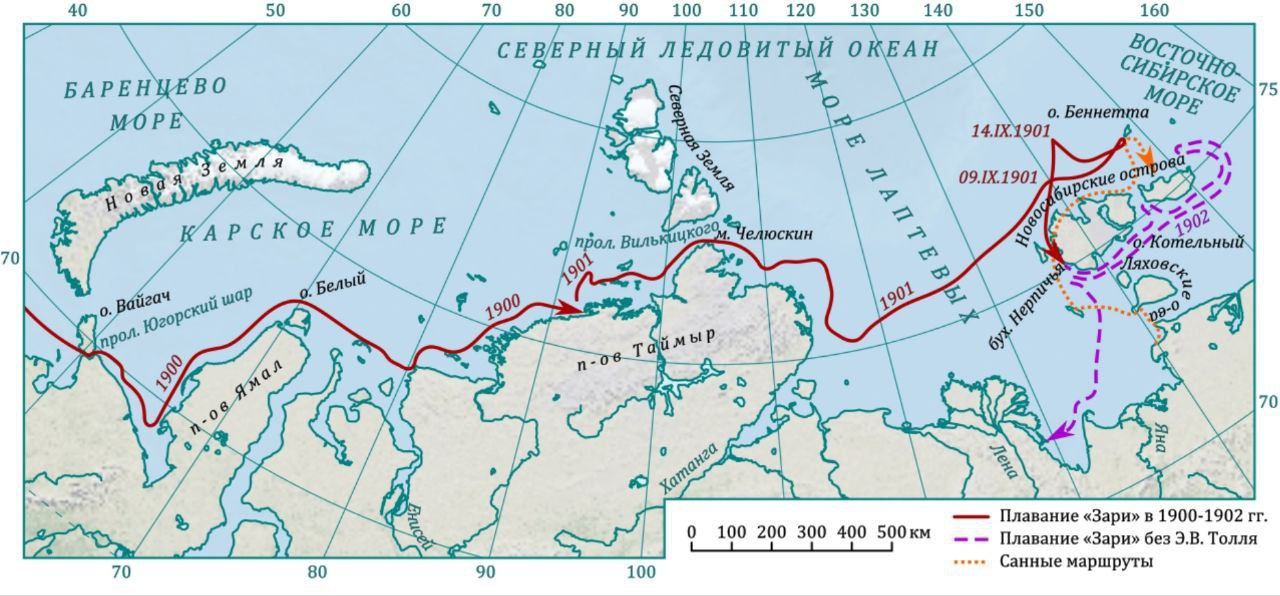 40
50
60
70
80
90
100
110
120
130
140
150
160
СЕВЕРНЫЙ ЛЕДОВИТЫЙ ОКЕАН
ВОСТОЧНО-
СИБИРСКОЕ
МОРЕ
75
БАРЕНЦЕВО
МОРЕ
Новая Земля
КАРСКОЕ МОРЕ
Северная Земля
МОРЕ ЛАПТЕВЫХ
о. Беннетта
14.IX.1901
09.IX.1901
Новосибирские острова
1902
о. Котельный
Ляховские
о-ва
бух. Нерпичья
прол. Вилькицкого
м. Челюскин
1901
1901
1900
70
о. Вайгач
прол. Югорский шар
о. Белый
1900
п-ов Ямал
п-ов Таймыр
70
Хатанга
Лена
Яна
Енисей
70
80
90
100
0
100
200
300
400
500 км
Плавание «Зари» в 1900-1902 гг.
Плавание «Зари» без Э.В. Толля
Санные маршруты